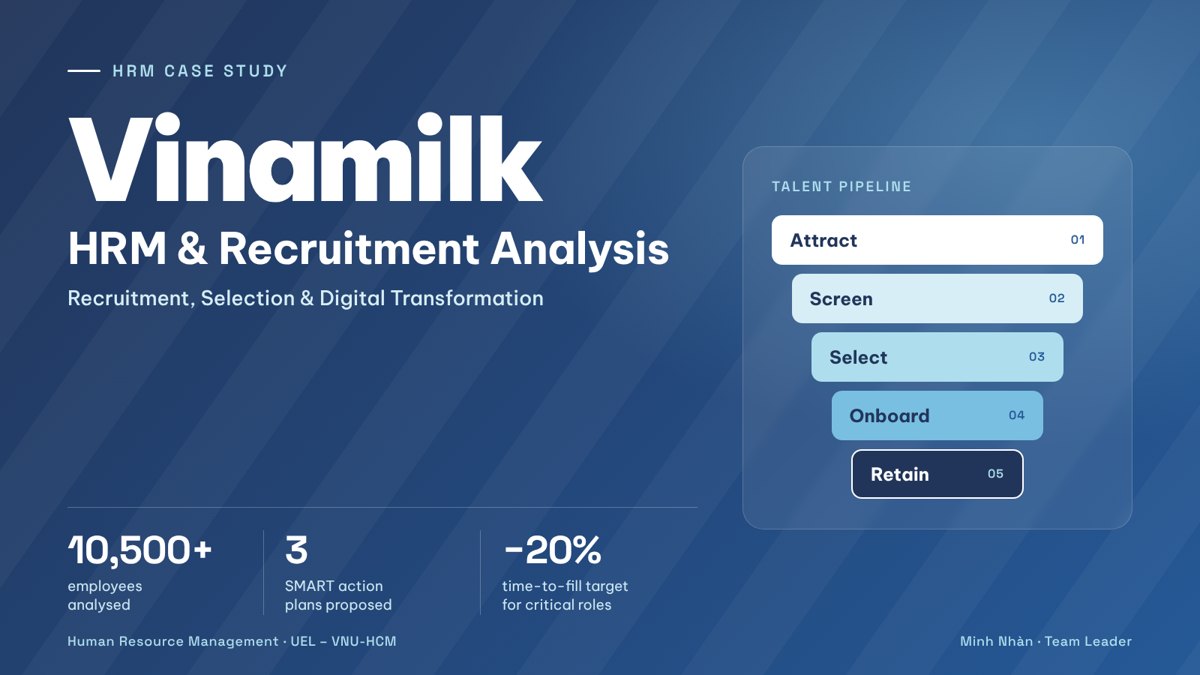 HRM CASE STUDY
Vinamilk
HRM & Recruitment Analysis
Recruitment, Selection & Digital Transformation
TALENT PIPELINE
Attract 01
Screen 02
Select 03
Onboard 04
Retain 05
10,500+
employees
analysed
3
SMART action
plans proposed
−20%
time-to-fill target
for critical roles
Human Resource Management · UEL – VNU-HCM
Minh Nhàn · Team Leader